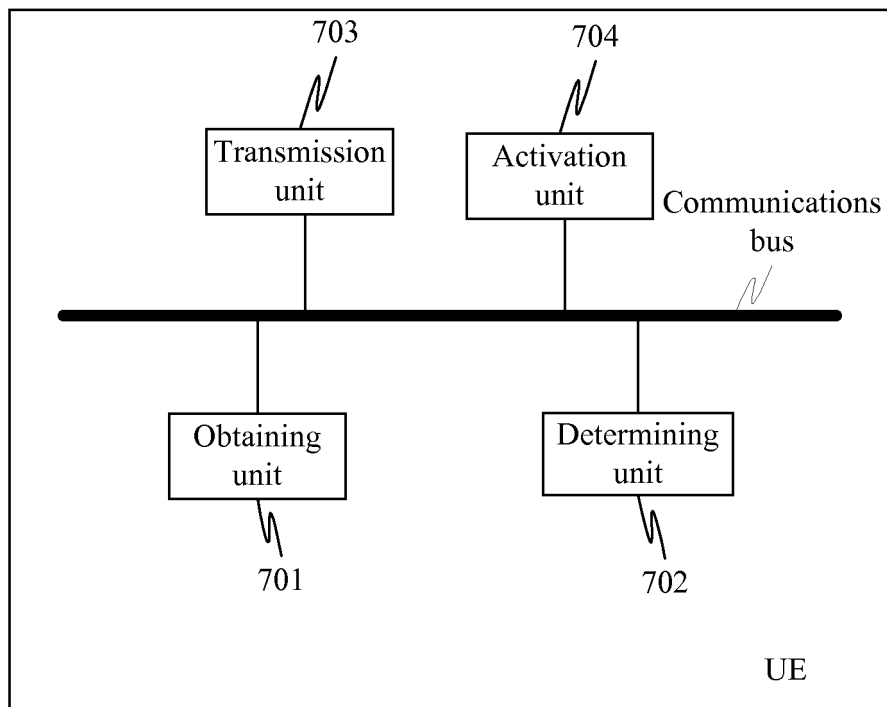 703
704
Transmission
unit
Activation
unit
Communications
bus
Obtaining
unit
Determining
unit
701
702
UE